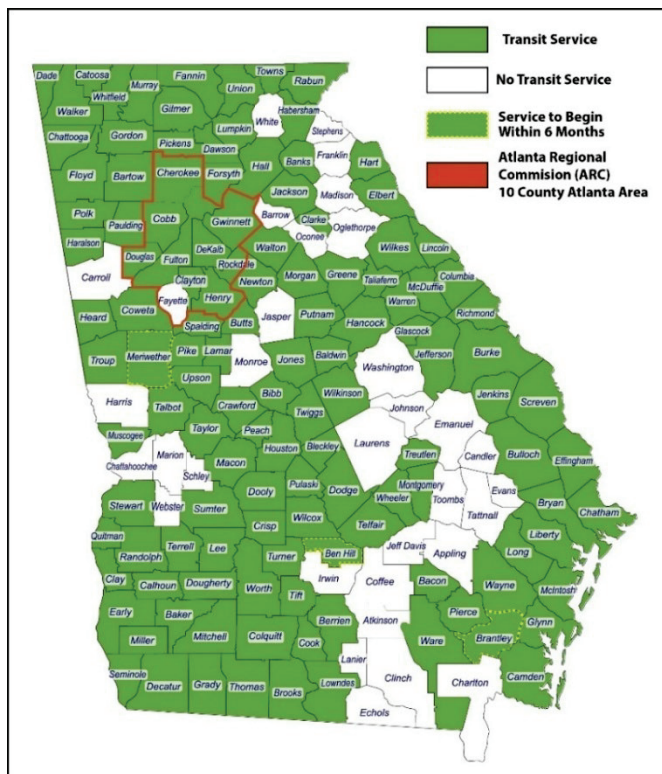 Transit Service
No Transit Service
Service to Begin
Within 6 Months
Atlanta Regional
Commision (ARC)
10 County Atlanta Area
Dade
Catoosa
Whitfield
Murray
Fannin
Union
Towns
Rabun
Walker
Gilmer
Lumpkin
White
Habersham
Stephens
Chattooga
Gordon
Pickens
Dawson
Hall
Banks
Franklin
Hart
Floyd
Bartow
Cherokee
Forsyth
Jackson
Madison
Elbert
Polk
Paulding
Cobb
Gwinnett
Barrow
Clarke
Oconee
Oglethorpe
Haralson
Douglas
Fulton
DeKalb
Rockdale
Walton
Wilkes
Lincoln
Carroll
Clayton
Fayette
Henry
Newton
Morgan
Greene
Taliaferro
McDuffie
Columbia
Warren
Richmond
Heard
Coweta
Spalding
Butts
Jasper
Putnam
Hancock
Glascock
Jefferson
Burke
Troup
Meriwether
Pike
Lamar
Monroe
Jones
Baldwin
Washington
Upson
Bibb
Wilkinson
Jenkins
Screven
Harris
Talbot
Crawford
Twiggs
Johnson
Emanuel
Muscogee
Taylor
Peach
Houston
Bleckley
Laurens
Treutlen
Candler
Bulloch
Effingham
Chattahoochee
Marion
Schley
Macon
Pulaski
Dodge
Montgomery
Wheeler
Toombs
Evans
Tattnall
Bryan
Chatham
Stewart
Webster
Sumter
Dooly
Wilcox
Telfair
Crisp
Liberty
Quitman
Randolph
Terrell
Lee
Turner
Ben Hill
Jeff Davis
Appling
Long
Clay
Calhoun
Dougherty
Worth
Tift
Irwin
Coffee
Bacon
Wayne
McIntosh
Early
Baker
Mitchell
Colquitt
Cook
Berrien
Atkinson
Pierce
Brantley
Glynn
Miller
Lanier
Ware
Seminole
Decatur
Grady
Thomas
Brooks
Lowndes
Clinch
Echols
Charlton
Camden